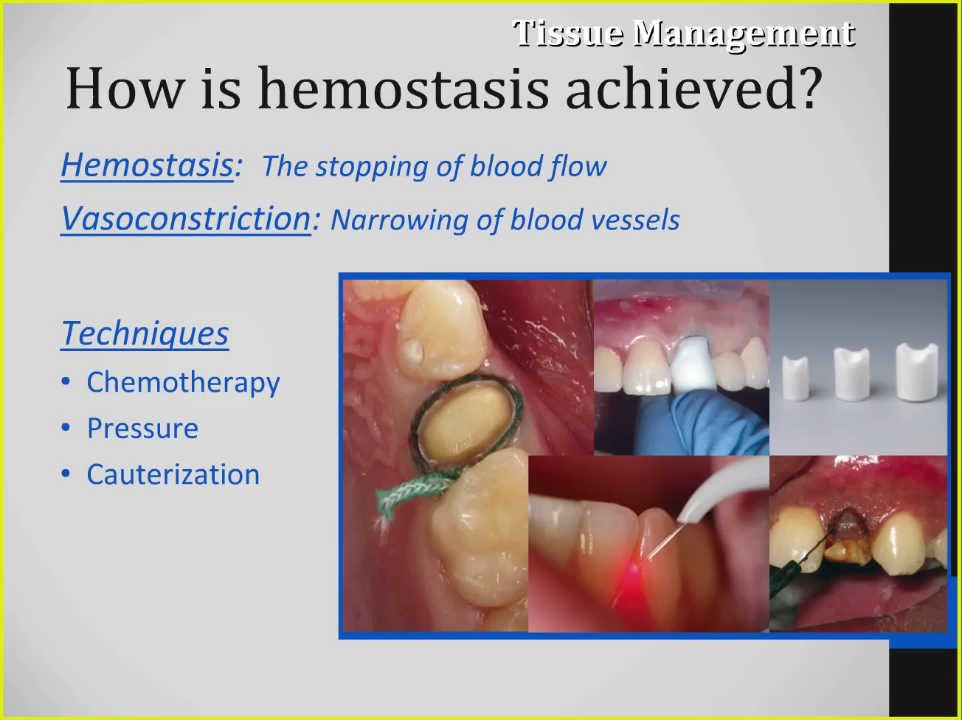 Tissue Management
How is hemostasis achieved?
Hemostasis: The stopping of blood flow
Vasoconstriction: Narrowing of blood vessels
Techniques
• Chemotherapy
• Pressure
• Cauterization